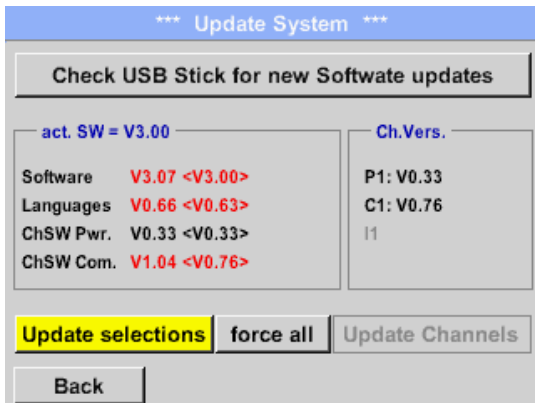 *** Update System ***
Check USB Stick for new Softwate updates
act. SW = V3.00
Software V3.07 <V3.00>
Languages V0.66 <V0.63>
ChSW Pwr. V0.33 <V0.33>
ChSW Com. V1.04 <V0.76>
Ch.Vers.
P1: V0.33
C1: V0.76
I1
Update selections force all Update Channels
Back